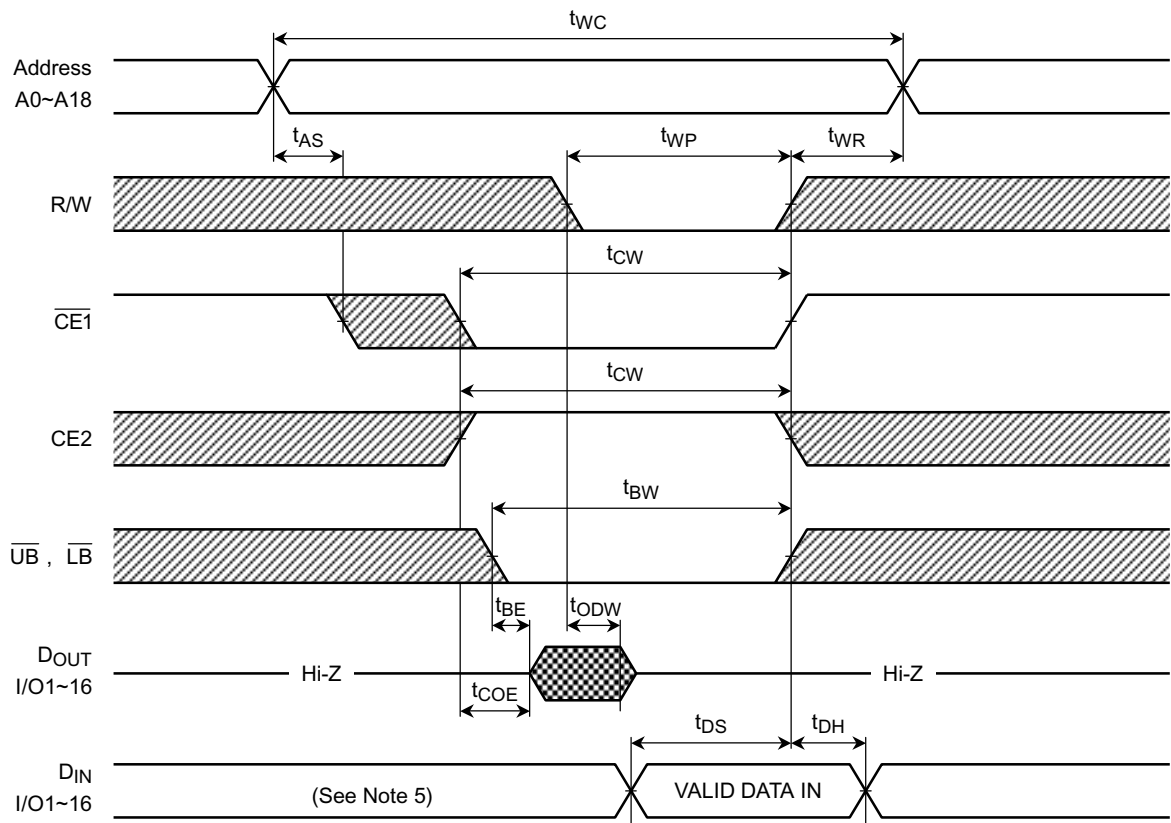 tWC
Address
A0~A18
tAS
tWP
tWR
R/W
tCW
CE1
tCW
CE2
tBW
UB , LB
tBE
tODW
DOUT
I/O1~16
Hi-Z
Hi-Z
tCOE
tDS
tDH
DIN
I/O1~16
(See Note 5)
VALID DATA IN